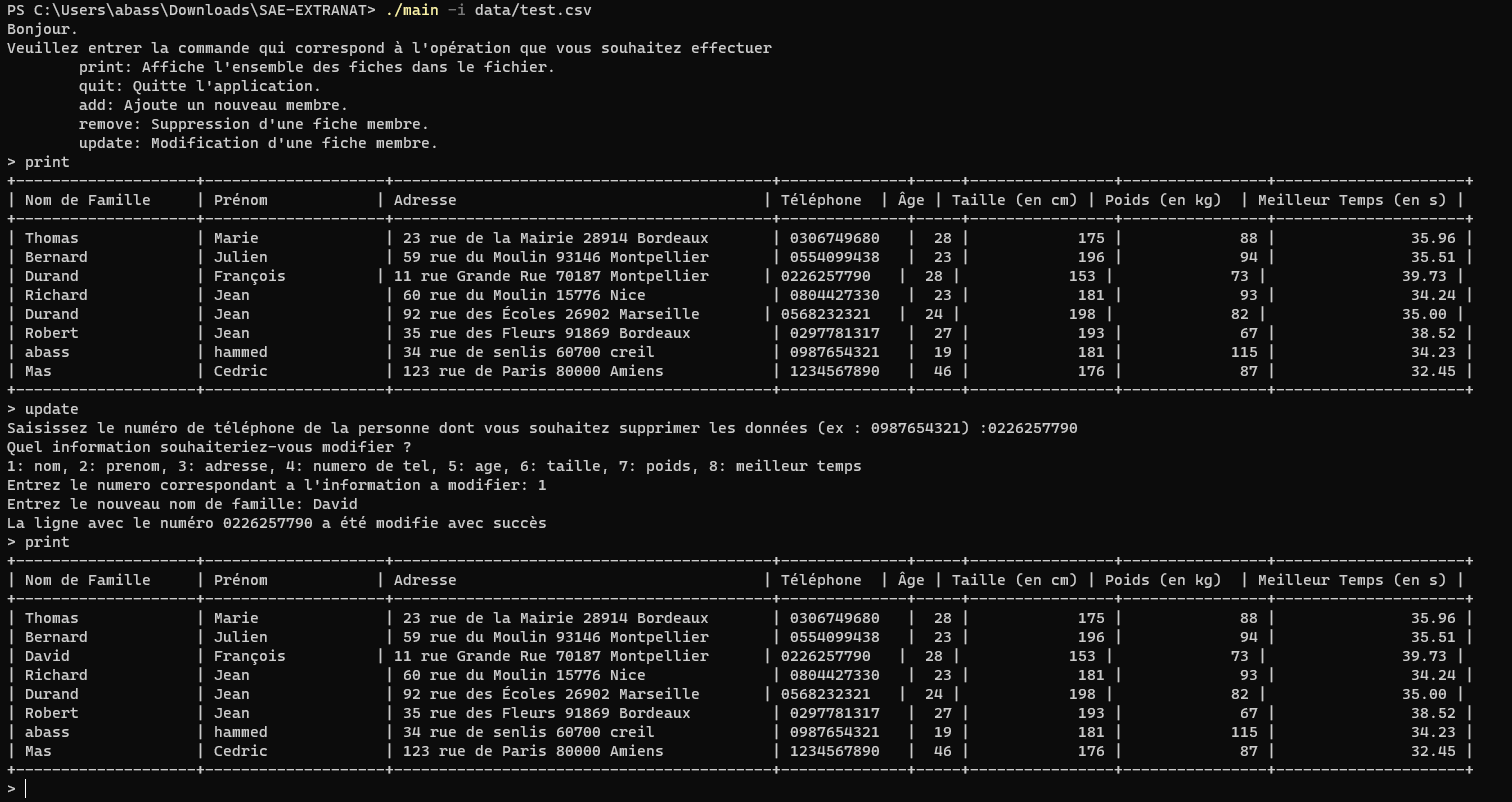 PS C:\Users\abass\Downloads\SAE-EXTRANAT> ./main -i data/test.csv
Bonjour.
Veuillez entrer la commande qui correspond à l'opération que vous souhaitez effectuer
        print: Affiche l'ensemble des fiches dans le fichier.
        quit: Quitte l'application.
        add: Ajoute un nouveau membre.
        remove: Suppression d'une fiche membre.
        update: Modification d'une fiche membre.
> print
+--------------------+--------------------+------------------------------------------+--------------+-----+----------------+----------------+---------------------+
| Nom de Famille     | Prénom            | Adresse                                  | Téléphone  | Âge | Taille (en cm) | Poids (en kg)  | Meilleur Temps (en s) |
+--------------------+--------------------+------------------------------------------+--------------+-----+----------------+----------------+---------------------+
| Thomas             | Marie              | 23 rue de la Mairie 28914 Bordeaux       | 0306749680   |  28 |            175 |             88 |               35.96 |
| Bernard            | Julien             | 59 rue du Moulin 93146 Montpellier       | 0554099438   |  23 |            196 |             94 |               35.51 |
| Durand             | François          | 11 rue Grande Rue 70187 Montpellier      | 0226257790   |  28 |            153 |             73 |               39.73 |
| Richard            | Jean               | 60 rue du Moulin 15776 Nice              | 0804427330   |  23 |            181 |             93 |               34.24 |
| Durand             | Jean               | 92 rue des Écoles 26902 Marseille       | 0568232321   |  24 |            198 |             82 |               35.00 |
| Robert             | Jean               | 35 rue des Fleurs 91869 Bordeaux         | 0297781317   |  27 |            193 |             67 |               38.52 |
| abass              | hammed             | 34 rue de senlis 60700 creil             | 0987654321   |  19 |            181 |            115 |               34.23 |
| Mas                | Cedric             | 123 rue de Paris 80000 Amiens            | 1234567890   |  46 |            176 |             87 |               32.45 |
+--------------------+--------------------+------------------------------------------+--------------+-----+----------------+----------------+---------------------+
> update
Saisissez le numéro de téléphone de la personne dont vous souhaitez supprimer les données (ex : 0987654321) :0226257790
Quel information souhaiteriez-vous modifier ?
1: nom, 2: prenom, 3: adresse, 4: numero de tel, 5: age, 6: taille, 7: poids, 8: meilleur temps
Entrez le numero correspondant a l'information a modifier: 1
Entrez le nouveau nom de famille: David
La ligne avec le numéro 0226257790 a été modifie avec succès
> print
+--------------------+--------------------+------------------------------------------+--------------+-----+----------------+----------------+---------------------+
| Nom de Famille     | Prénom            | Adresse                                  | Téléphone  | Âge | Taille (en cm) | Poids (en kg)  | Meilleur Temps (en s) |
+--------------------+--------------------+------------------------------------------+--------------+-----+----------------+----------------+---------------------+
| Thomas             | Marie              | 23 rue de la Mairie 28914 Bordeaux       | 0306749680   |  28 |            175 |             88 |               35.96 |
| Bernard            | Julien             | 59 rue du Moulin 93146 Montpellier       | 0554099438   |  23 |            196 |             94 |               35.51 |
| David              | François          | 11 rue Grande Rue 70187 Montpellier      | 0226257790   |  28 |            153 |             73 |               39.73 |
| Richard            | Jean               | 60 rue du Moulin 15776 Nice              | 0804427330   |  23 |            181 |             93 |               34.24 |
| Durand             | Jean               | 92 rue des Écoles 26902 Marseille       | 0568232321   |  24 |            198 |             82 |               35.00 |
| Robert             | Jean               | 35 rue des Fleurs 91869 Bordeaux         | 0297781317   |  27 |            193 |             67 |               38.52 |
| abass              | hammed             | 34 rue de senlis 60700 creil             | 0987654321   |  19 |            181 |            115 |               34.23 |
| Mas                | Cedric             | 123 rue de Paris 80000 Amiens            | 1234567890   |  46 |            176 |             87 |               32.45 |
+--------------------+--------------------+------------------------------------------+--------------+-----+----------------+----------------+---------------------+
>